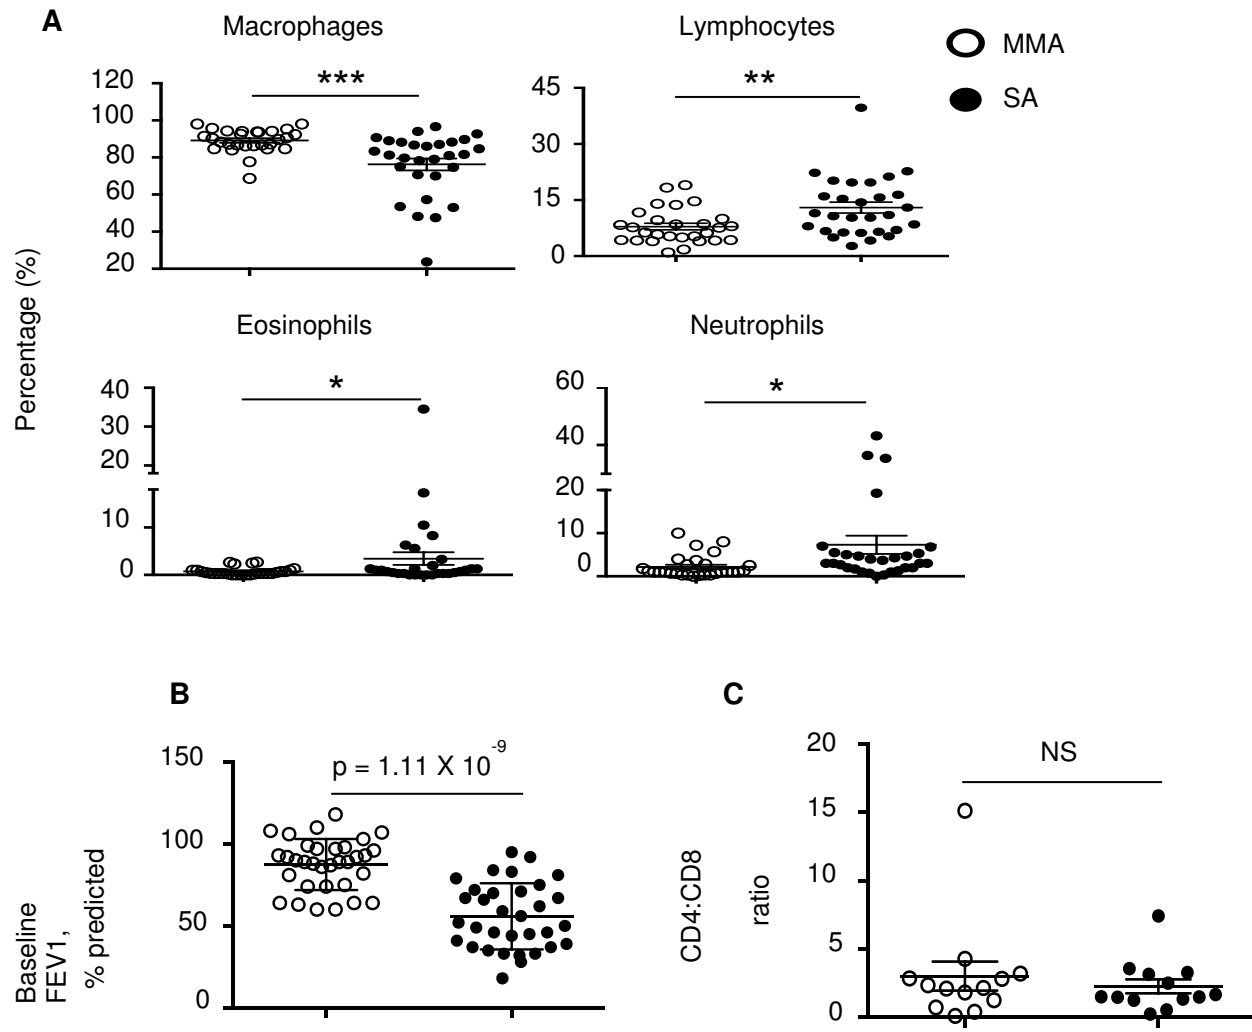 A
Macrophages
Lymphocytes
MMA
SA
120
100
80
60
40
20
***
45
30
15
0
**
Percentage (%)
Eosinophils
Neutrophils
40
30
20
10
0
*
60
40
20
10
0
*
B
C
150
100
50
0
p = 1.11 X 10-9
Baseline
FEV1,
% predicted
20
15
10
5
0
NS
CD4:CD8
ratio